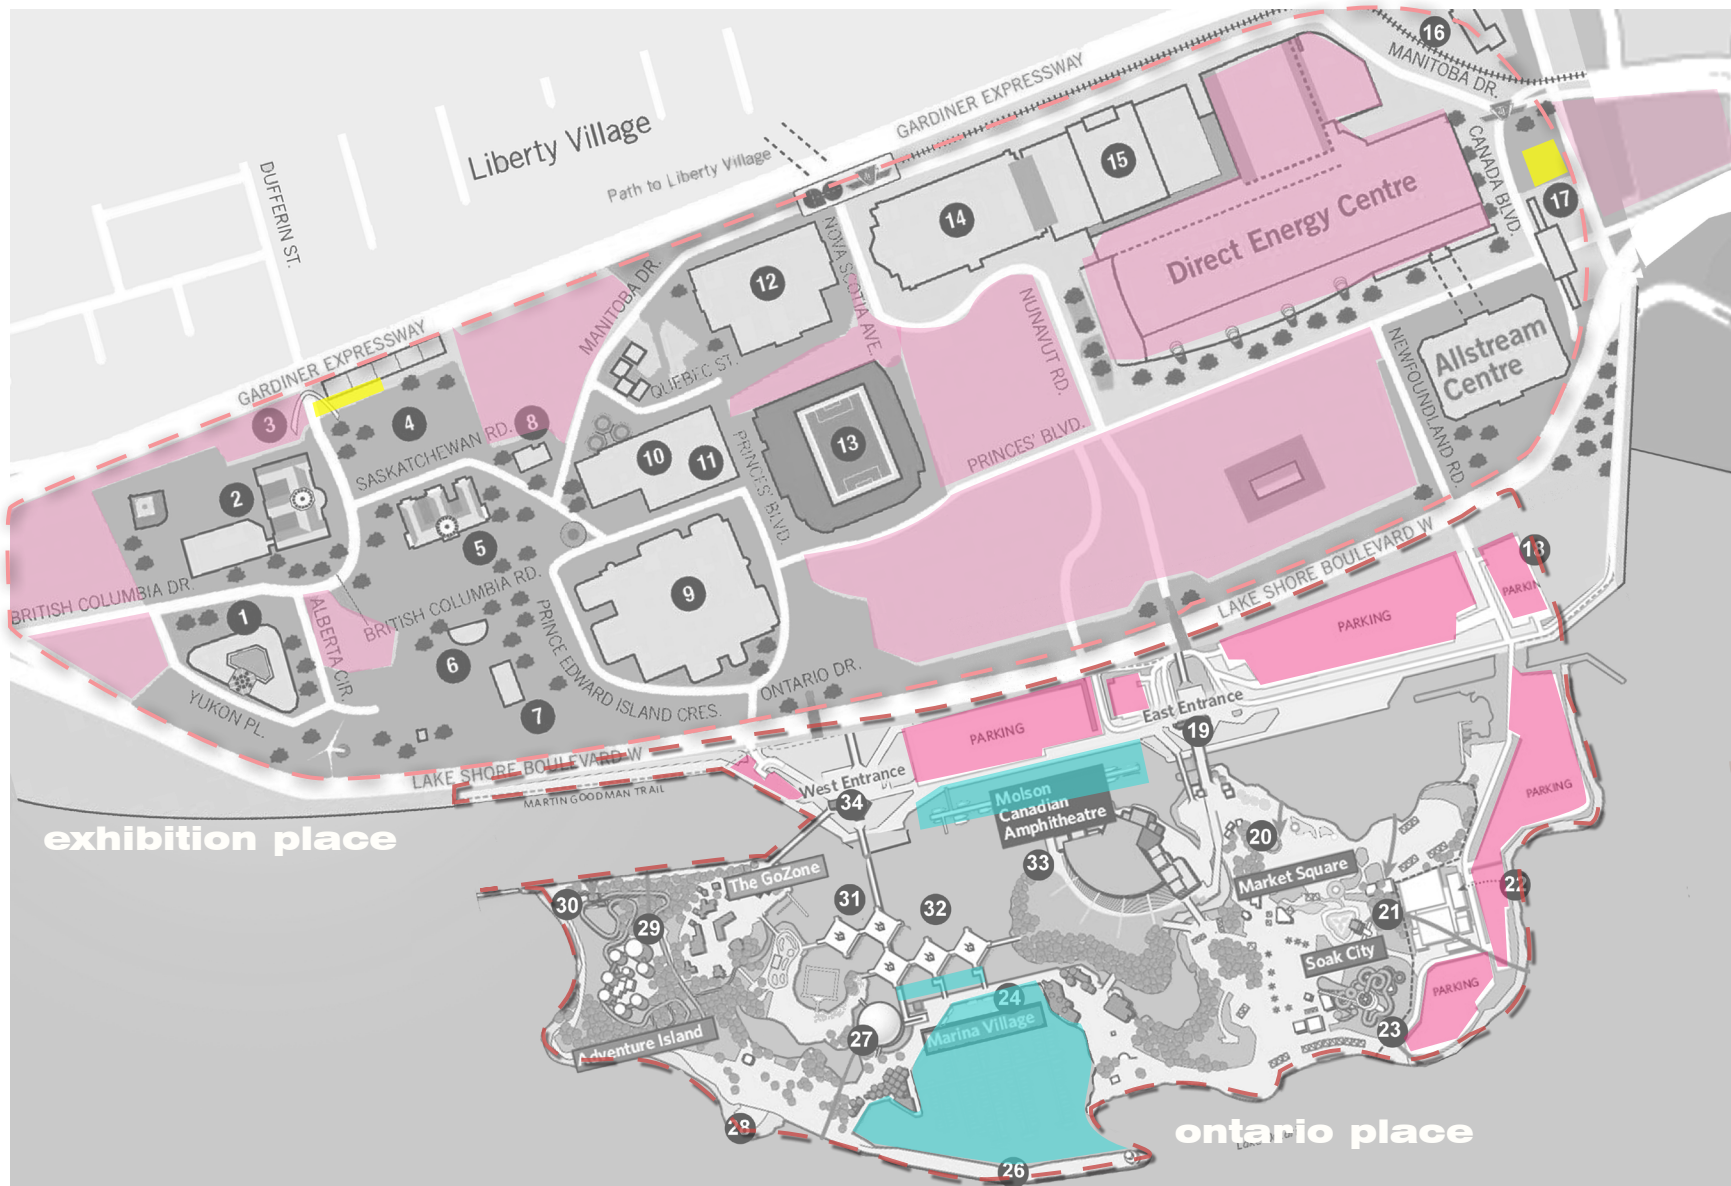 16
MANITOBA DR.
GARDINER EXPRESSWAY
Liberty Village
Path to Liberty Village
DUFFERIN ST.
15
CANADA BLVD.
17
14
Direct Energy Centre
NOVA SCOTIA AVE.
MANITOBA DR.
12
NUNAVUT RD.
NEWFOUNDLAND RD.
Allstream
Centre
GARDINER EXPRESSWAY
QUEBEC ST.
3
4
8
SASKATCHEWAN RD.
10
11
13
PRINCES' BLVD.
PRINCES' BLVD.
2
5
9
BRITISH COLUMBIA DR.
BRITISH COLUMBIA RD.
1
ALBERTA CIR.
6
7
PRINCE EDWARD ISLAND CRES.
YUKON PL.
ONTARIO DR.
LAKE SHORE BOULEVARD W
LAKE SHORE BOULEVARD W
MARTIN GOODMAN TRAIL
18
PARKIN
PARKING
PARKING
PARKING
East Entrance
19
West Entrance
34
exhibition place
Molson
Canadian
Amphitheatre
20
33
Market Square
The GoZone
30
29
31
32
22
21
Soak City
PARKING
24
Marina Village
27
23
Adventure Island
28
26
ontario place